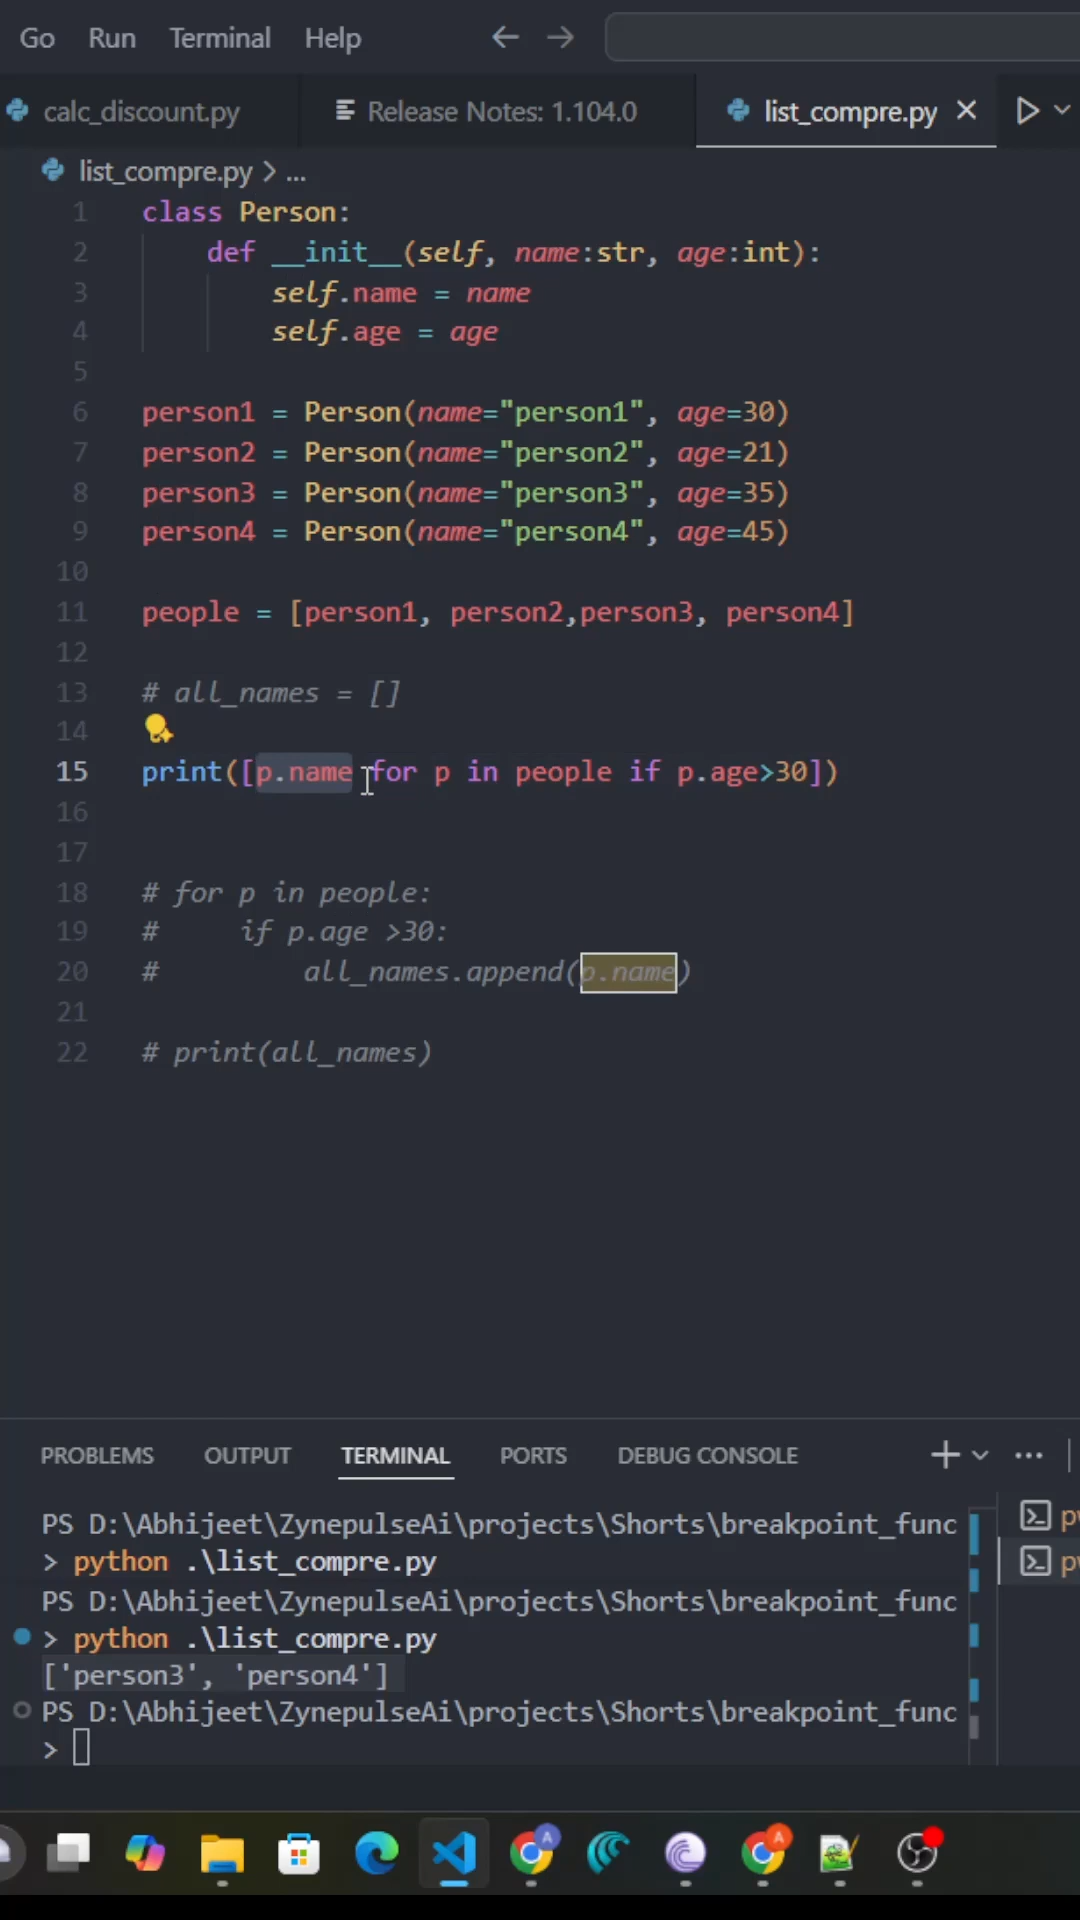 Go Run Terminal Help
calc_discount.py Release Notes: 1.104.0 list_compre.py
list_compre.py > ...
1 class Person:
2     def __init__(self, name:str, age:int):
3         self.name = name
4         self.age = age
5
6 person1 = Person(name="person1", age=30)
7 person2 = Person(name="person2", age=21)
8 person3 = Person(name="person3", age=35)
9 person4 = Person(name="person4", age=45)
10
11 people = [person1, person2,person3, person4]
12
13 # all_names = []
14
15 print([p.name for p in people if p.age>30])
16
17
18 # for p in people:
19 #     if p.age >30:
20 #         all_names.append(p.name)
21
22 # print(all_names)
PROBLEMS OUTPUT TERMINAL PORTS DEBUG CONSOLE
PS D:\Abhijeet\ZynepulseAi\projects\Shorts\breakpoint_func
> python .\list_compre.py
PS D:\Abhijeet\ZynepulseAi\projects\Shorts\breakpoint_func
> python .\list_compre.py
['person3', 'person4']
PS D:\Abhijeet\ZynepulseAi\projects\Shorts\breakpoint_func
>